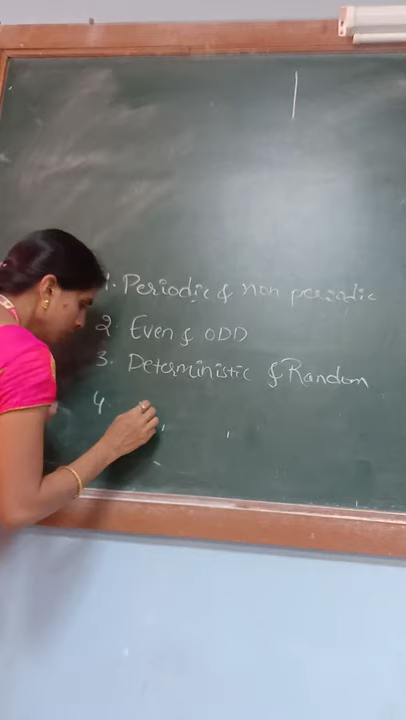 1. Periodic & non periodic
2. Even & ODD
3. Deterministic & Random
4.